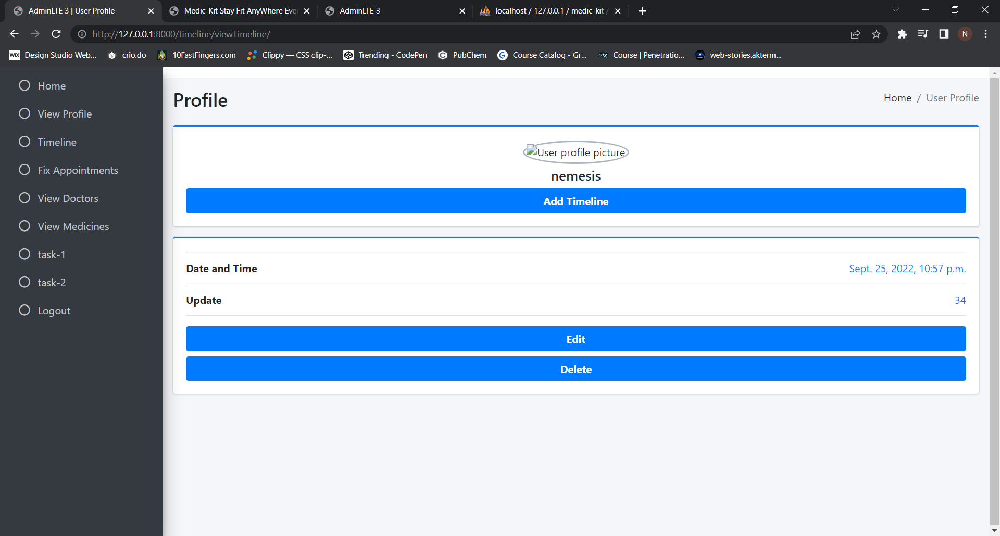 AdminLTE 3 | User Profile
Medic-Kit Stay Fit AnyWhere Eve
AdminLTE 3
localhost / 127.0.0.1 / medic-kit /
http://127.0.0.1:8000/timeline/viewTimeline/
N
WIX Design Studio Web...
crio.do
10FastFingers.com
Clippy — CSS clip-...
Trending - CodePen
PubChem
G Course Catalog - Gr...
edX Course | Penetratio...
web-stories.akterm...
Home
View Profile
Timeline
Fix Appointments
View Doctors
View Medicines
task-1
task-2
Logout
Profile
Home / User Profile
User profile picture
nemesis
Add Timeline
Date and Time
Sept. 25, 2022, 10:57 p.m.
Update
34
Edit
Delete